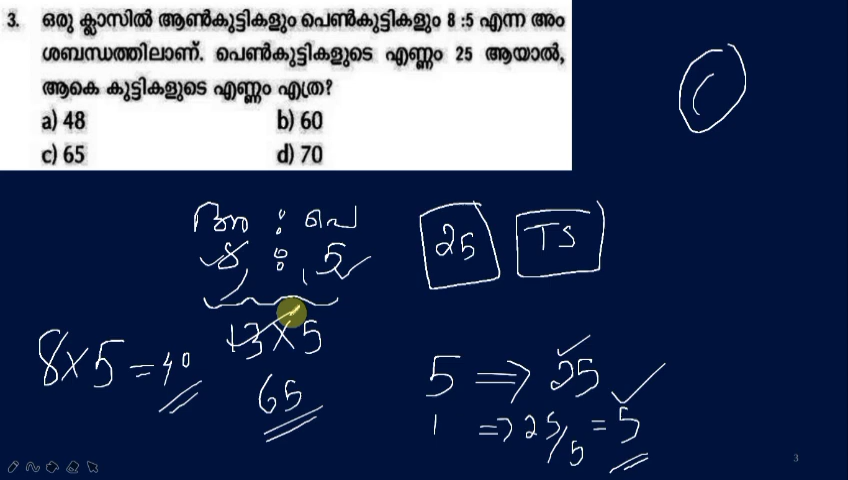 3. ഒരു ക്ലാസിൽ ആൺകുട്ടികളും പെൺകുട്ടികളും 8 :5 എന്ന അം
ശബന്ധത്തിലാണ്. പെൺകുട്ടികളുടെ എണ്ണം 25 ആയാൽ,
ആകെ കുട്ടികളുടെ എണ്ണം എത്ര?
a) 48 b) 60
c) 65 d) 70
ആ : പെ
8 : 5
25
TS
13 X 5
65
8 X 5 = 40
5 ⇒ 25
1 ⇒ 25/5 = 5
3